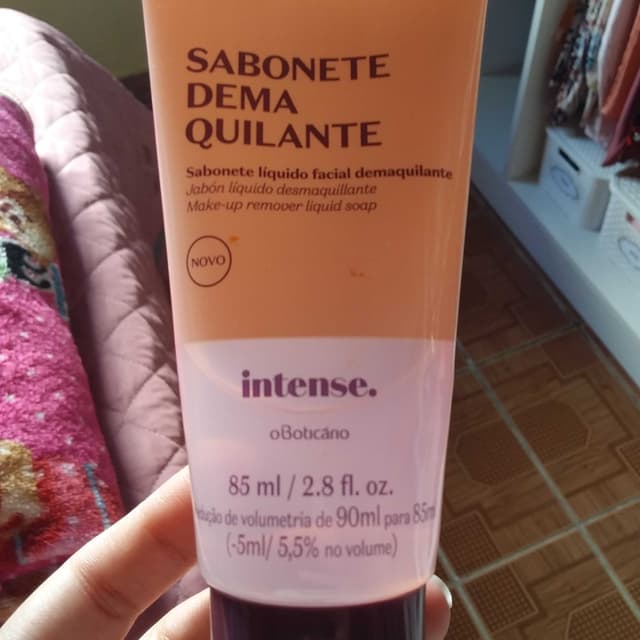 SABONETE
DEMA
QUILANTE
Sabonete líquido facial demaquilante
Jabón líquido desmaquillante
Make-up remover liquid soap
NOVO
intense.
oBoticário
85 ml / 2.8 fl. oz.
de volumetria de 90ml para 85ml
(-5ml/ 5,5% no volume)